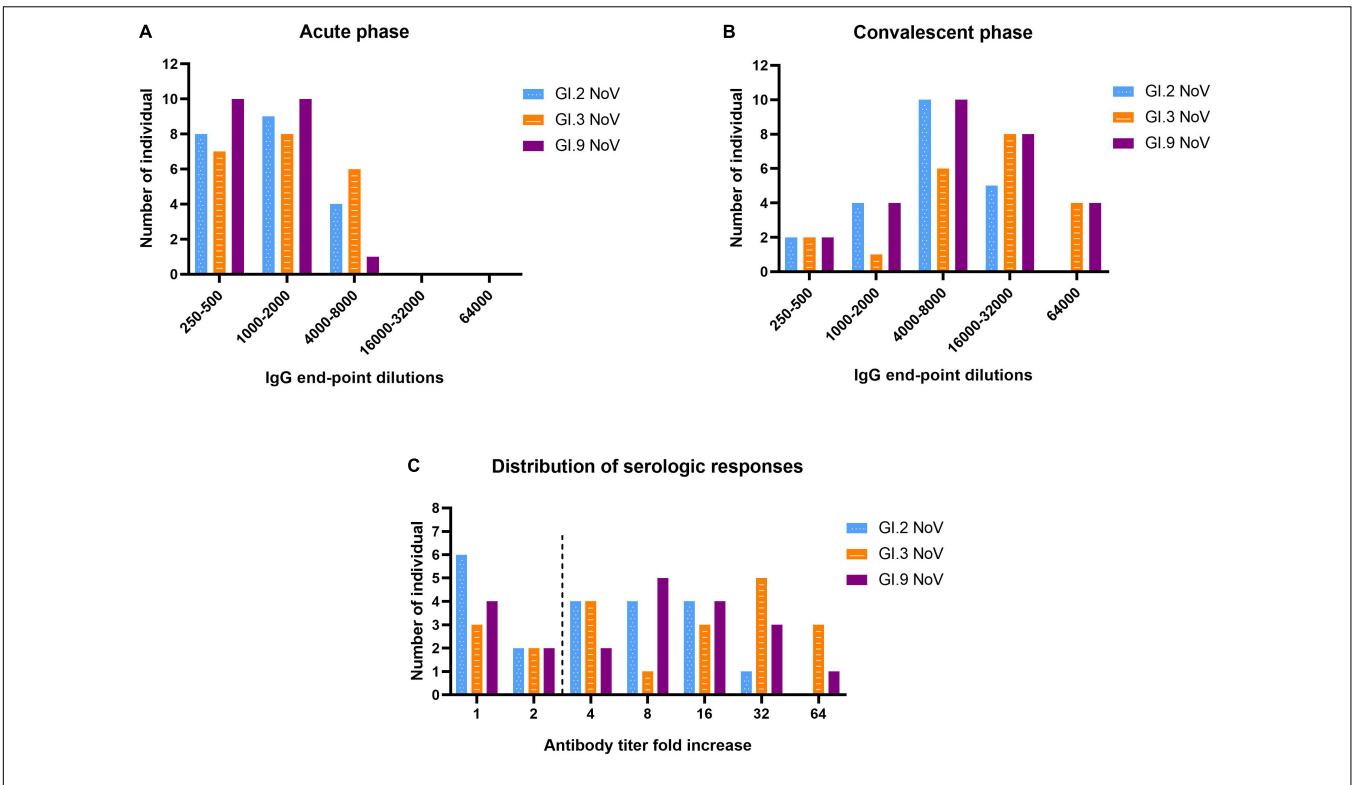 A Acute phase
12
10
8
6
4
2
0
Number of individual
250-500
1000-2000
4000-8000
16000-32000
64000
IgG end-point dilutions
GI.2 NoV
GI.3 NoV
GI.9 NoV
B Convalescent phase
12
10
8
6
4
2
0
Number of individual
250-500
1000-2000
4000-8000
16000-32000
64000
IgG end-point dilutions
GI.2 NoV
GI.3 NoV
GI.9 NoV
C Distribution of serologic responses
8
7
6
5
4
3
2
1
0
Number of individual
1 2 4 8 16 32 64
Antibody titer fold increase
GI.2 NoV
GI.3 NoV
GI.9 NoV